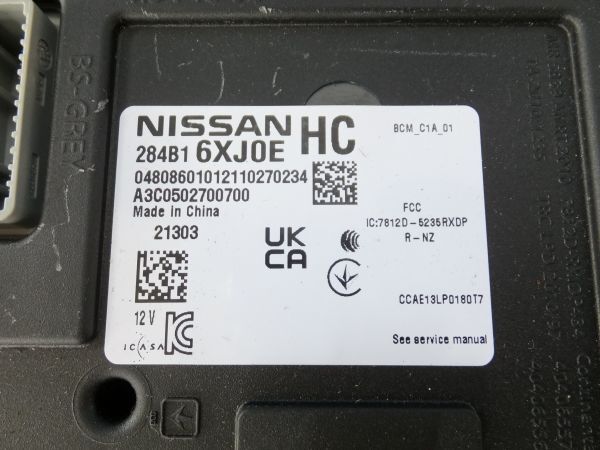 NISSAN HC
BCM_C1A_01
284B1 6XJ0E
04808601012110270234
A3C0502700700
Made in China
21303
FCC
IC:7812D-5235RXDP
R-NZ
UK
CA
CCAE13LP0180T7
12 V
ICASA
See service manual
BS-GREY